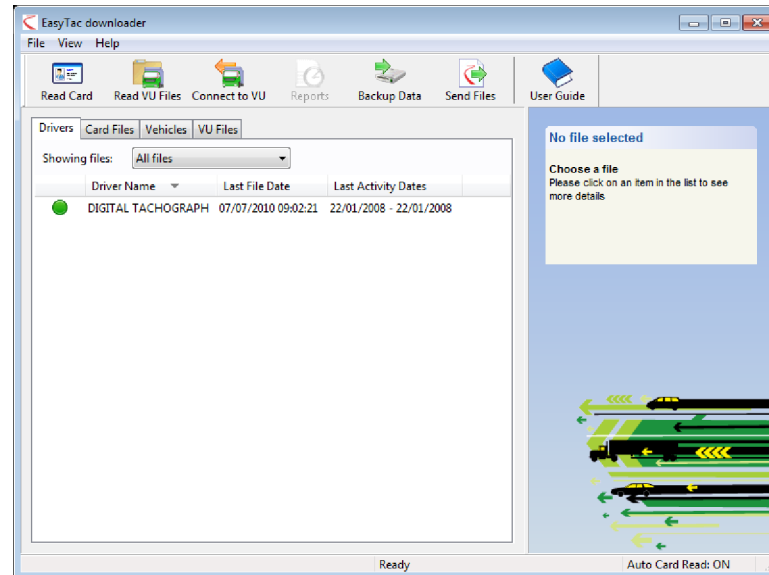 EasyTac downloader
File View Help
Read Card Read VU Files Connect to VU Reports Backup Data Send Files User Guide
Drivers Card Files Vehicles VU Files
Showing files: All files
Driver Name Last File Date Last Activity Dates
DIGITAL TACHOGRAPH 07/07/2010 09:02:21 22/01/2008 - 22/01/2008
No file selected
Choose a file
Please click on an item in the list to see
more details
Ready Auto Card Read: ON